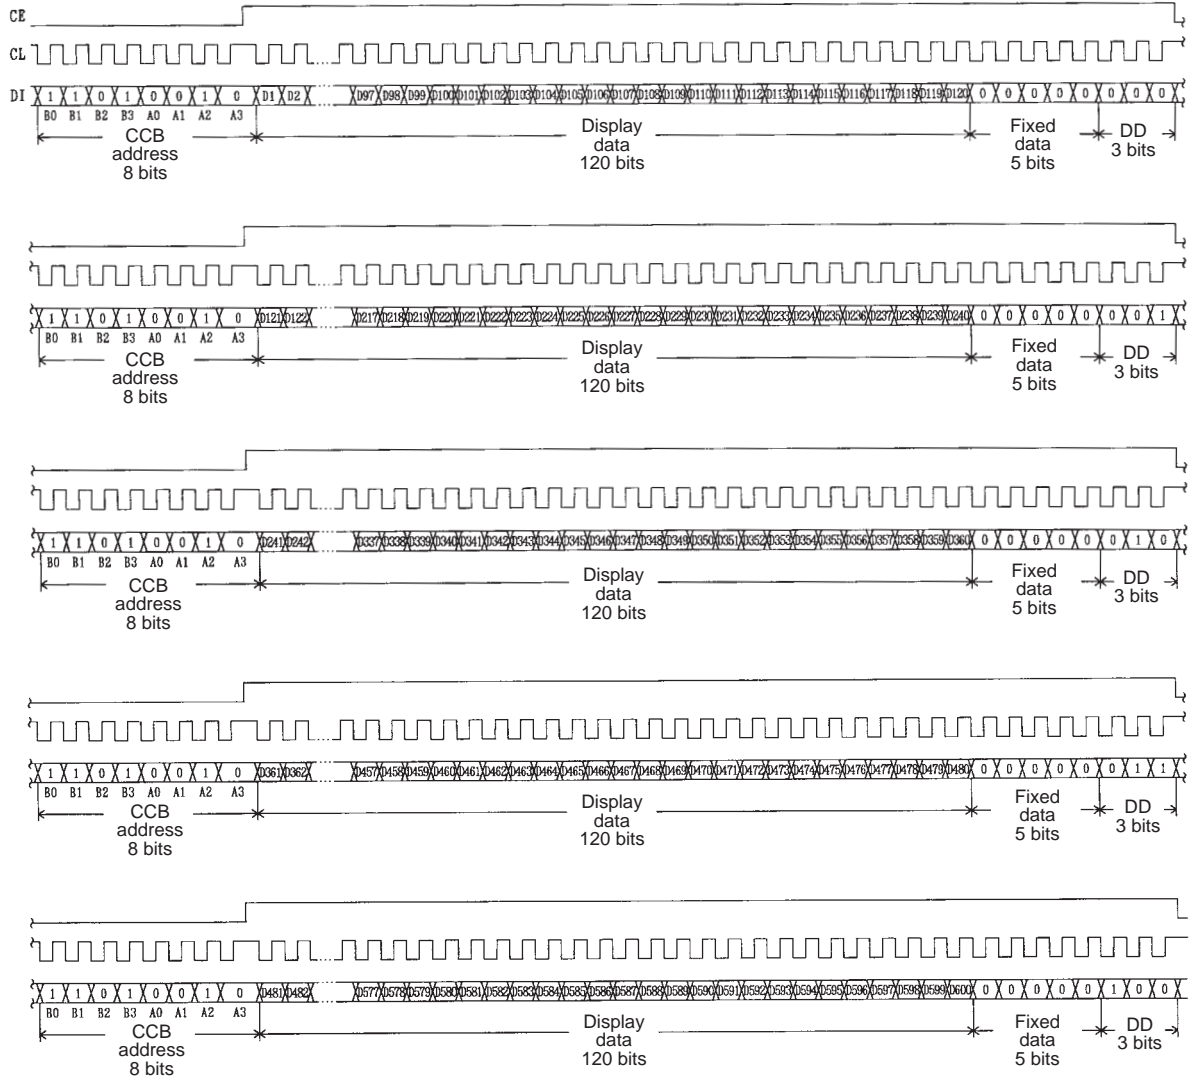 CE
CL
DI 1 1 0 1 0 0 1 0 D1 D2 D97 D98 D99 D100 D101 D102 D103 D104 D105 D106 D107 D108 D109 D110 D111 D112 D113 D114 D115 D116 D117 D118 D119 D120 0 0 0 0 0 0 0 0
B0 B1 B2 B3 A0 A1 A2 A3
CCB
address
8 bits
Display
data
120 bits
Fixed
data
5 bits
DD
3 bits
1 1 0 1 0 0 1 0 D121 D122 D217 D218 D219 D220 D221 D222 D223 D224 D225 D226 D227 D228 D229 D230 D231 D232 D233 D234 D235 D236 D237 D238 D239 D240 0 0 0 0 0 0 0 1
B0 B1 B2 B3 A0 A1 A2 A3
CCB
address
8 bits
Display
data
120 bits
Fixed
data
5 bits
DD
3 bits
1 1 0 1 0 0 1 0 D241 D242 D337 D338 D339 D340 D341 D342 D343 D344 D345 D346 D347 D348 D349 D350 D351 D352 D353 D354 D355 D356 D357 D358 D359 D360 0 0 0 0 0 0 1 0
B0 B1 B2 B3 A0 A1 A2 A3
CCB
address
8 bits
Display
data
120 bits
Fixed
data
5 bits
DD
3 bits
1 1 0 1 0 0 1 0 D361 D362 D457 D458 D459 D460 D461 D462 D463 D464 D465 D466 D467 D468 D469 D470 D471 D472 D473 D474 D475 D476 D477 D478 D479 D480 0 0 0 0 0 0 1 1
B0 B1 B2 B3 A0 A1 A2 A3
CCB
address
8 bits
Display
data
120 bits
Fixed
data
5 bits
DD
3 bits
1 1 0 1 0 0 1 0 D481 D482 D577 D578 D579 D580 D581 D582 D583 D584 D585 D586 D587 D588 D589 D590 D591 D592 D593 D594 D595 D596 D597 D598 D599 D600 0 0 0 0 0 1 0 0
B0 B1 B2 B3 A0 A1 A2 A3
CCB
address
8 bits
Display
data
120 bits
Fixed
data
5 bits
DD
3 bits